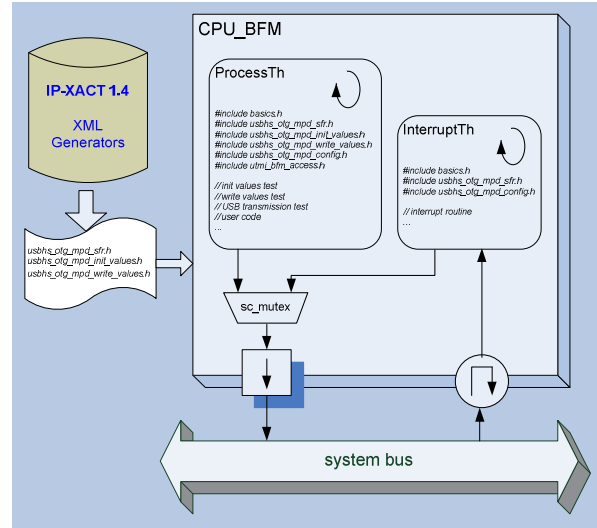 CPU_BFM
IP-XACT 1.4
XML
Generators
usbhs_otg_mpd_sfr.h
usbhs_otg_mpd_init_values.h
usbhs_otg_mpd_write_values.h
ProcessTh
#include basics.h
#include usbhs_otg_mpd_sfr.h
#include usbhs_otg_mpd_init_values.h
#include usbhs_otg_mpd_write_values.h
#include usbhs_otg_mpd_config.h
#include utmi_bfm_access.h
//init values test
//write values test
// USB transmission test
//user code
...
InterruptTh
#include basics.h
#include usbhs_otg_mpd_sfr.h
#include usbhs_otg_mpd_config.h
// interrupt routine
...
sc_mutex
system bus